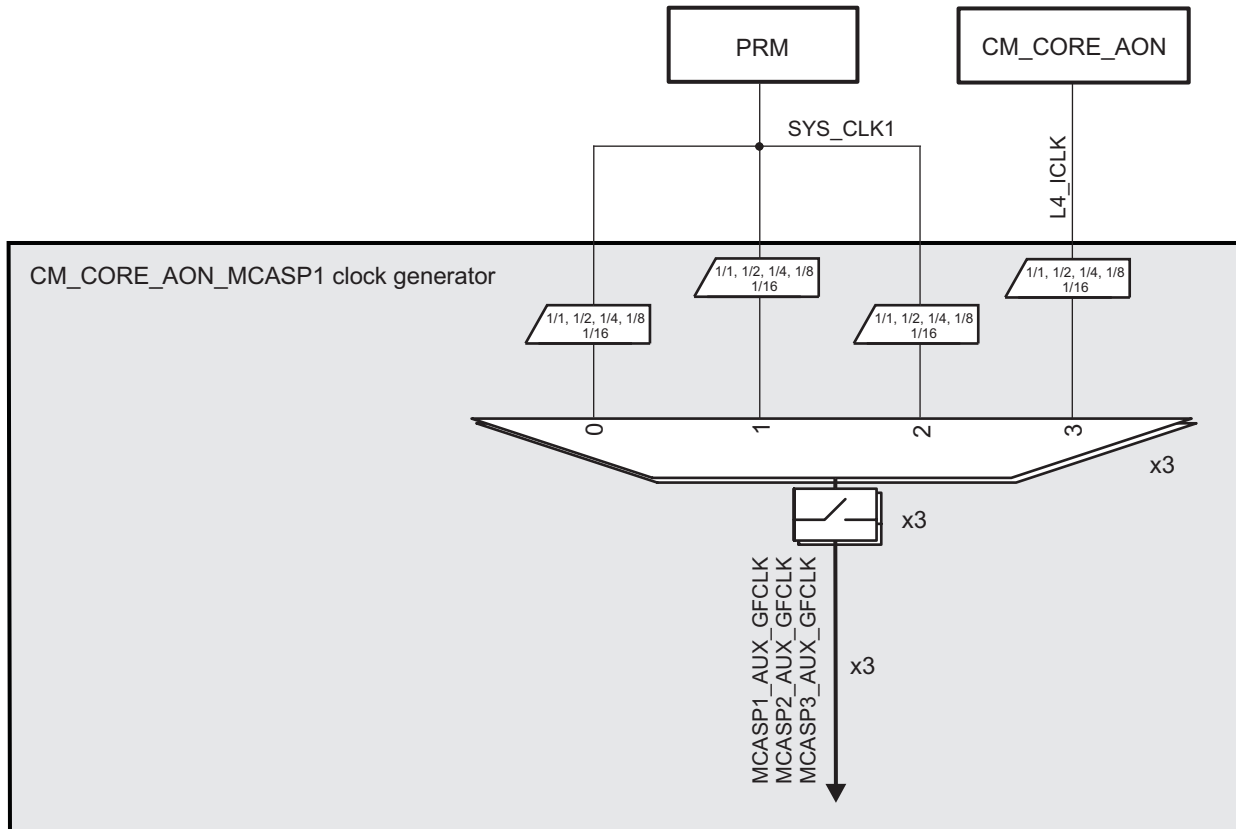 PRM
CM_CORE_AON
SYS_CLK1
L4_ICLK
CM_CORE_AON_MCASP1 clock generator
1/1, 1/2, 1/4, 1/8
1/16
1/1, 1/2, 1/4, 1/8
1/16
1/1, 1/2, 1/4, 1/8
1/16
1/1, 1/2, 1/4, 1/8
1/16
0
1
2
3
x3
x3
MCASP1_AUX_GFCLK
MCASP2_AUX_GFCLK
MCASP3_AUX_GFCLK
x3